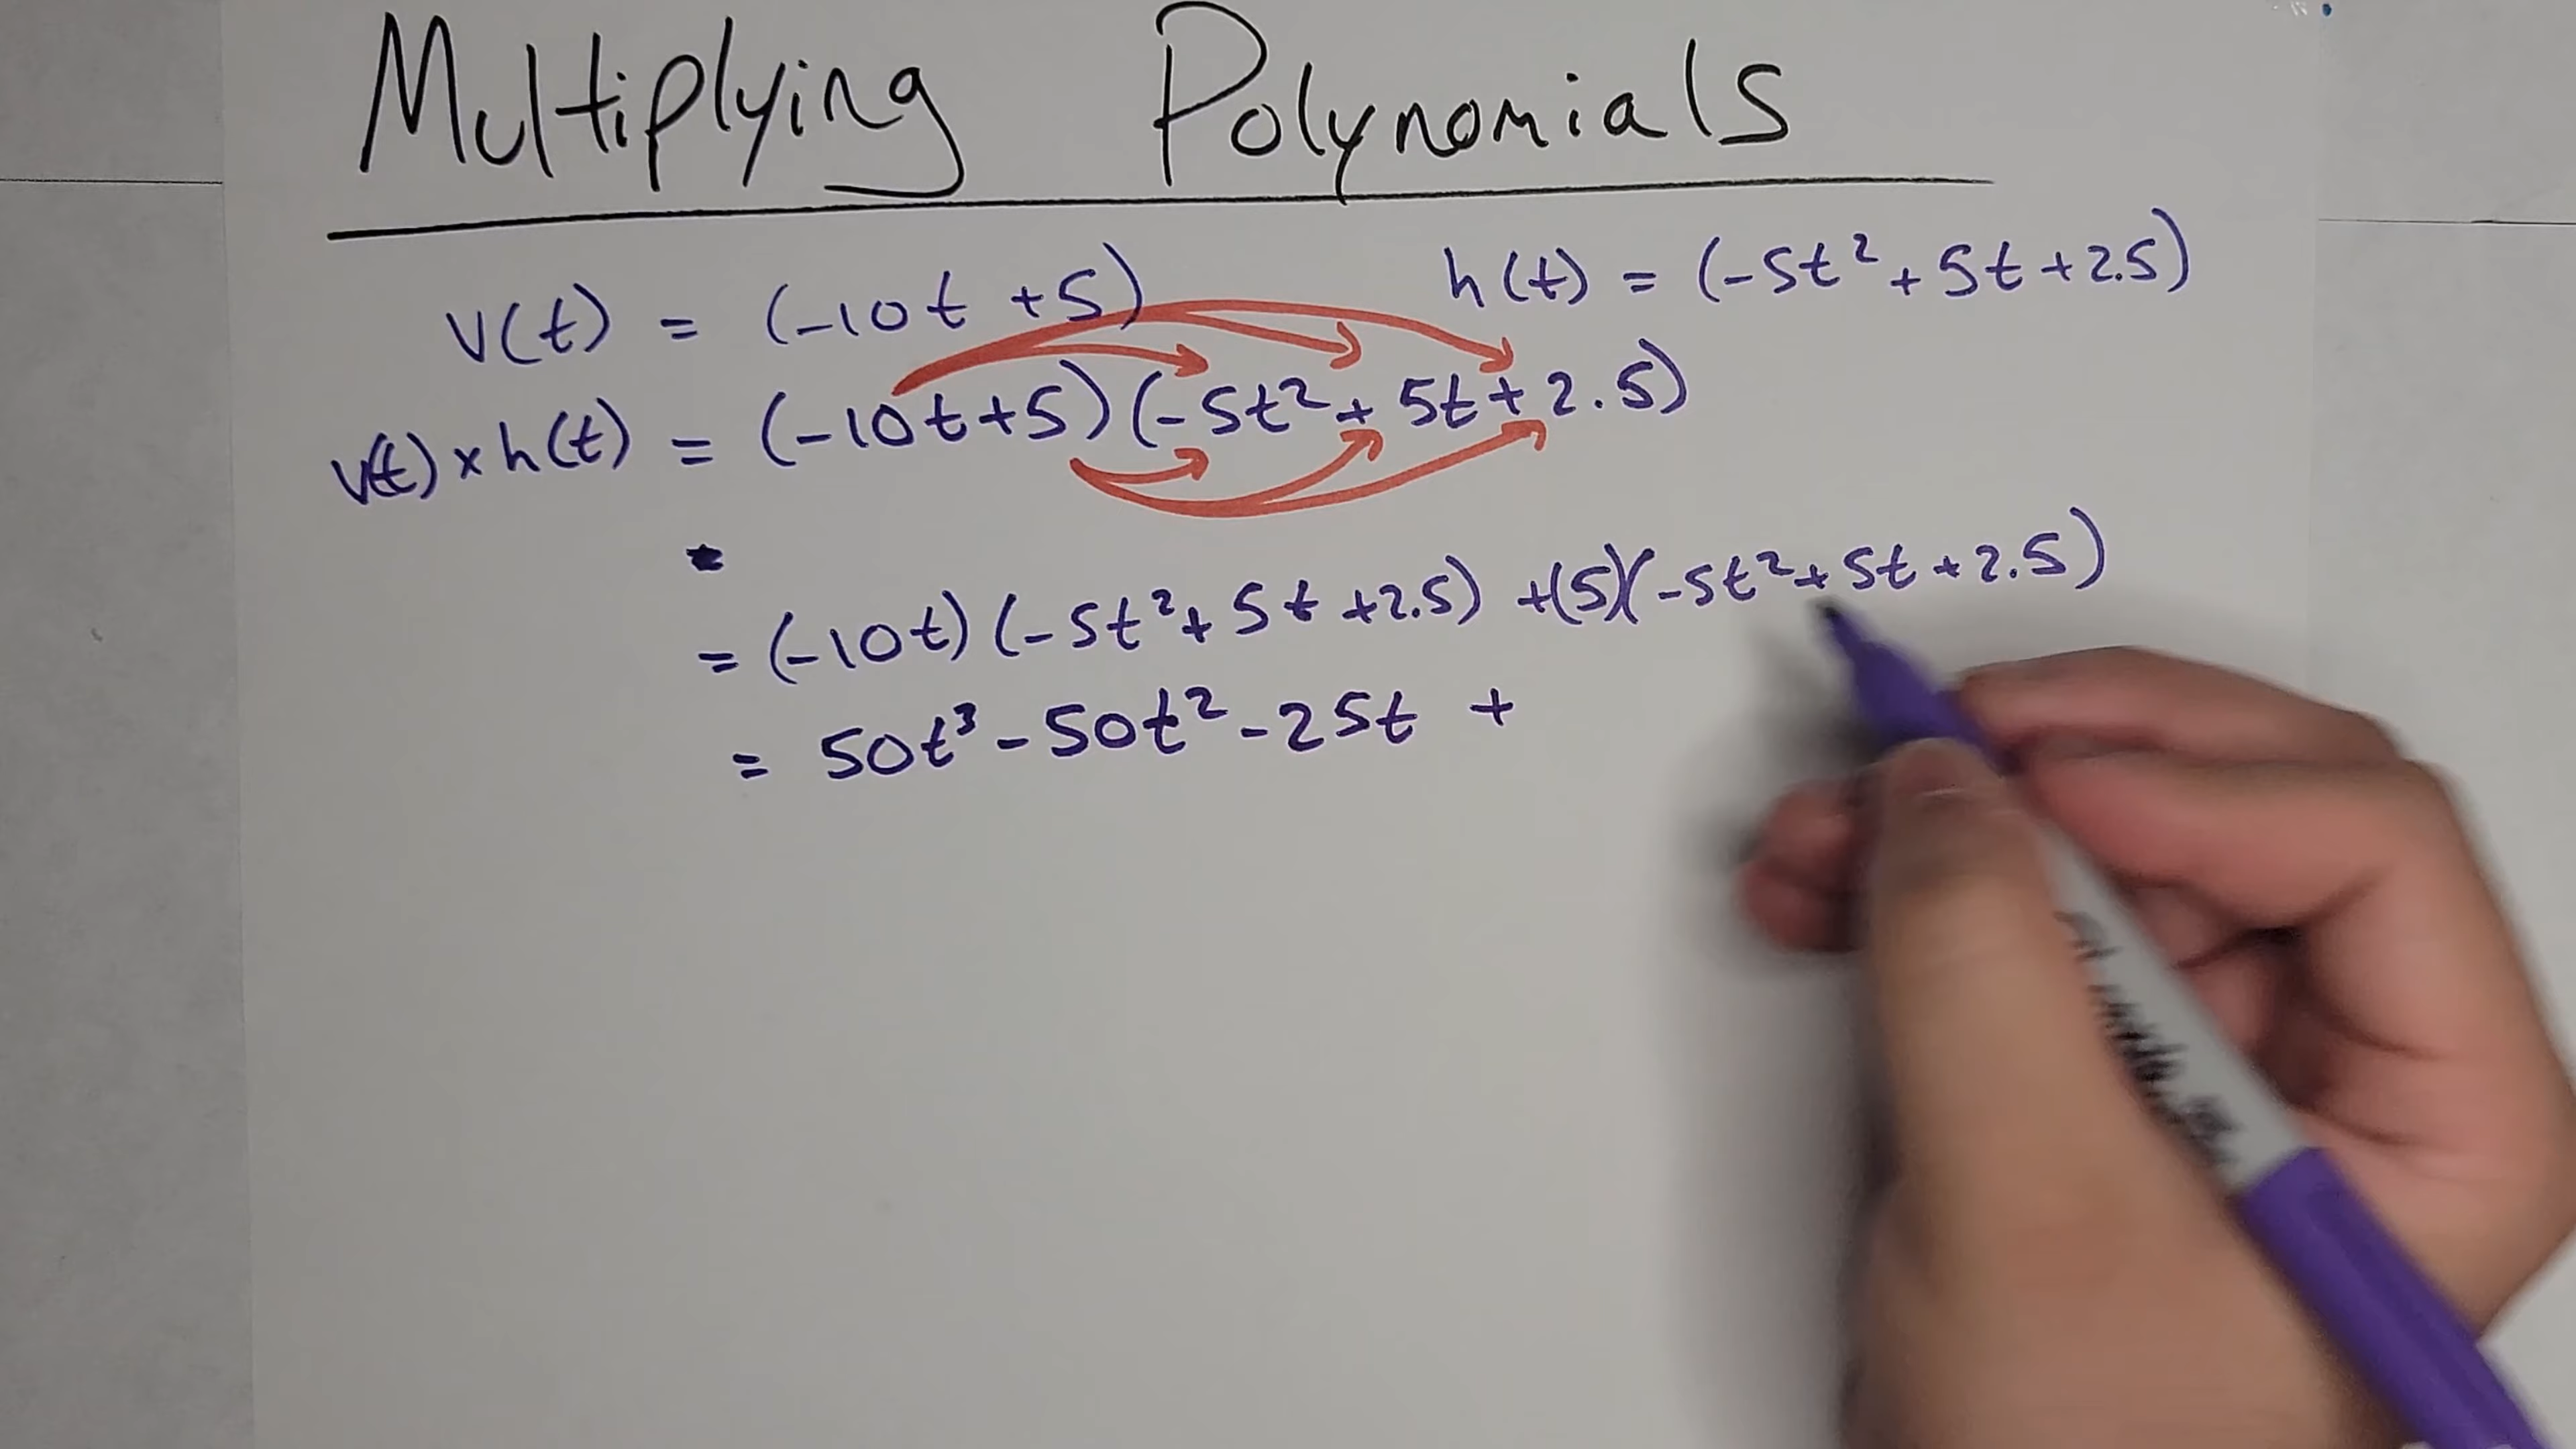 Multiplying Polynomials
v(t) = (-10t +5) h(t) = (-5t² + 5t + 2.5)
v(t) × h(t) = (-10t+5)(-5t² + 5t + 2.5)
= (-10t)(-5t² + 5t + 2.5) + (5)(-5t² + 5t + 2.5)
= 50t³ - 50t² - 25t +